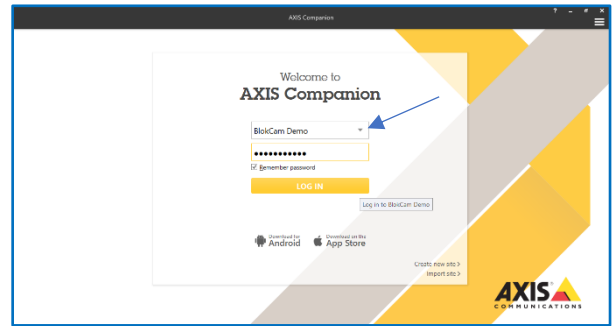 AXIS Companion
Welcome to
AXIS Companion
BlokCam Demo
Remember password
LOG IN
Log in to BlokCam Demo
Download for
Android
Download on the
App Store
Create new site >
Import site >
AXIS
COMMUNICATIONS